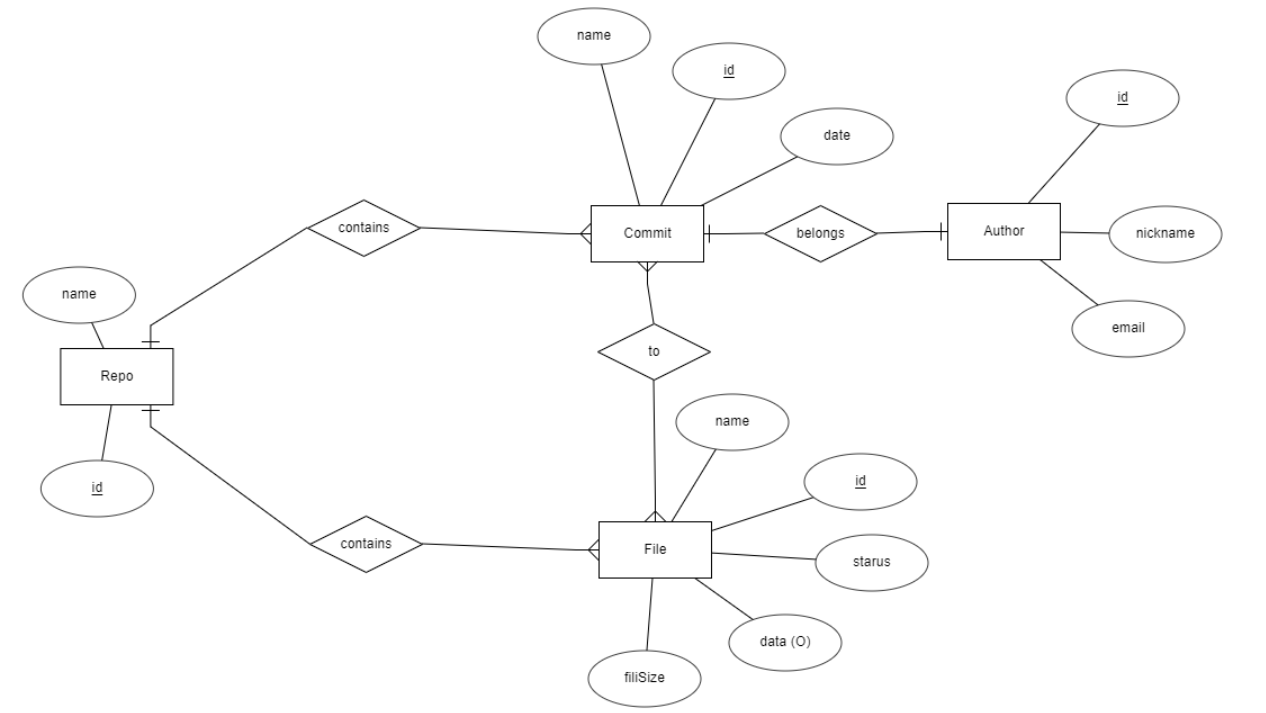 name
id
date
id
contains
Commit
belongs
Author
nickname
name
email
to
Repo
name
id
id
contains
File
starus
data (O)
filiSize